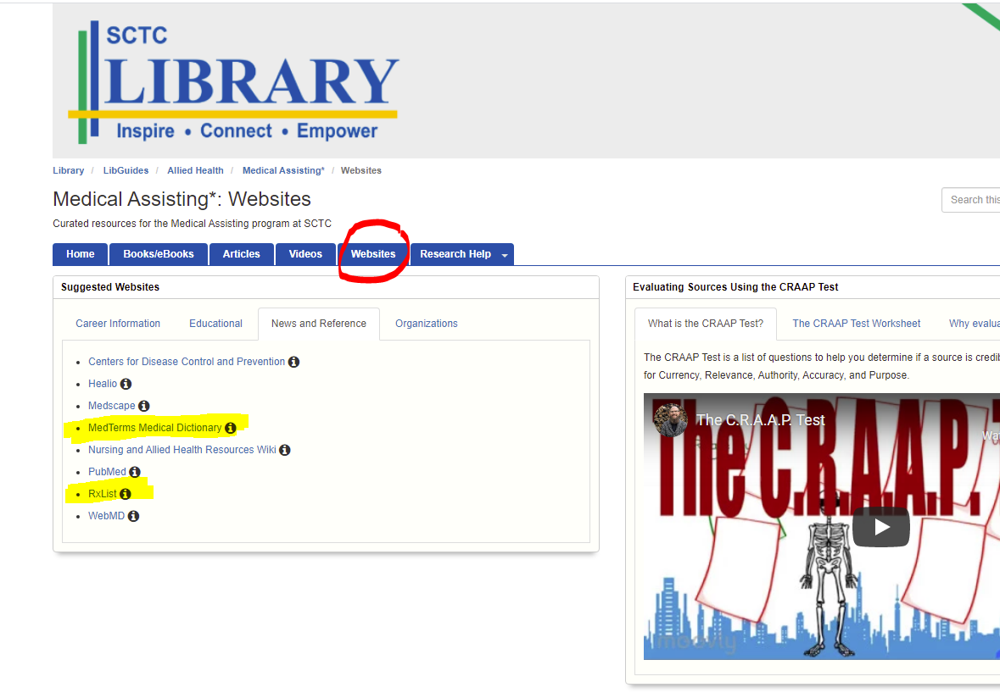 SCTC
LIBRARY
Inspire • Connect • Empower
Library / LibGuides / Allied Health / Medical Assisting* / Websites
Medical Assisting*: Websites
Search this
Curated resources for the Medical Assisting program at SCTC
Home Books/eBooks Articles Videos Websites Research Help
Suggested Websites
Career Information Educational News and Reference Organizations
Centers for Disease Control and Prevention
Healio
Medscape
MedTerms Medical Dictionary
Nursing and Allied Health Resources Wiki
PubMed
RxList
WebMD
Evaluating Sources Using the CRAAP Test
What is the CRAAP Test? The CRAAP Test Worksheet Why evalua
The CRAAP Test is a list of questions to help you determine if a source is credib
for Currency, Relevance, Authority, Accuracy, and Purpose.
The C.R.A.A.P. Test
Wat
The C.R.A.A.P. T
moovly